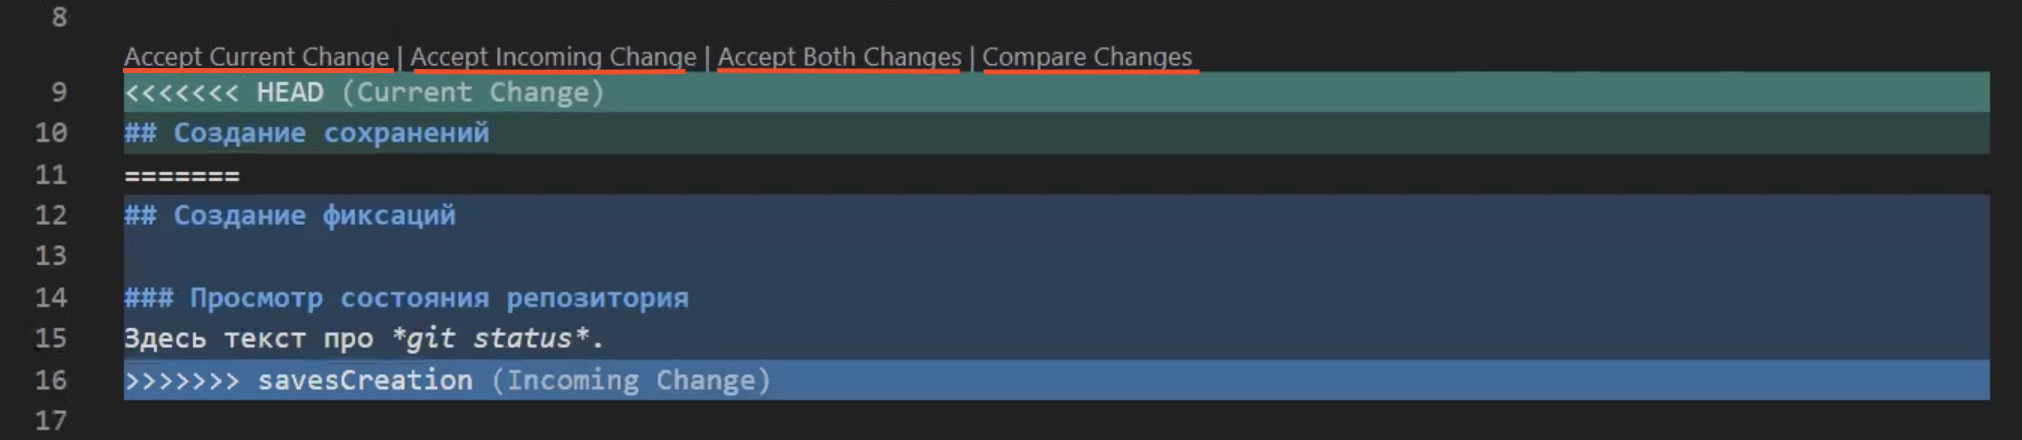 8
Accept Current Change | Accept Incoming Change | Accept Both Changes | Compare Changes
9 <<<<<<< HEAD (Current Change)
10 ## Создание сохранений
11 =======
12 ## Создание фиксаций
13
14 ### Просмотр состояния репозитория
15 Здесь текст про *git status*.
16 >>>>>>> savesCreation (Incoming Change)
17